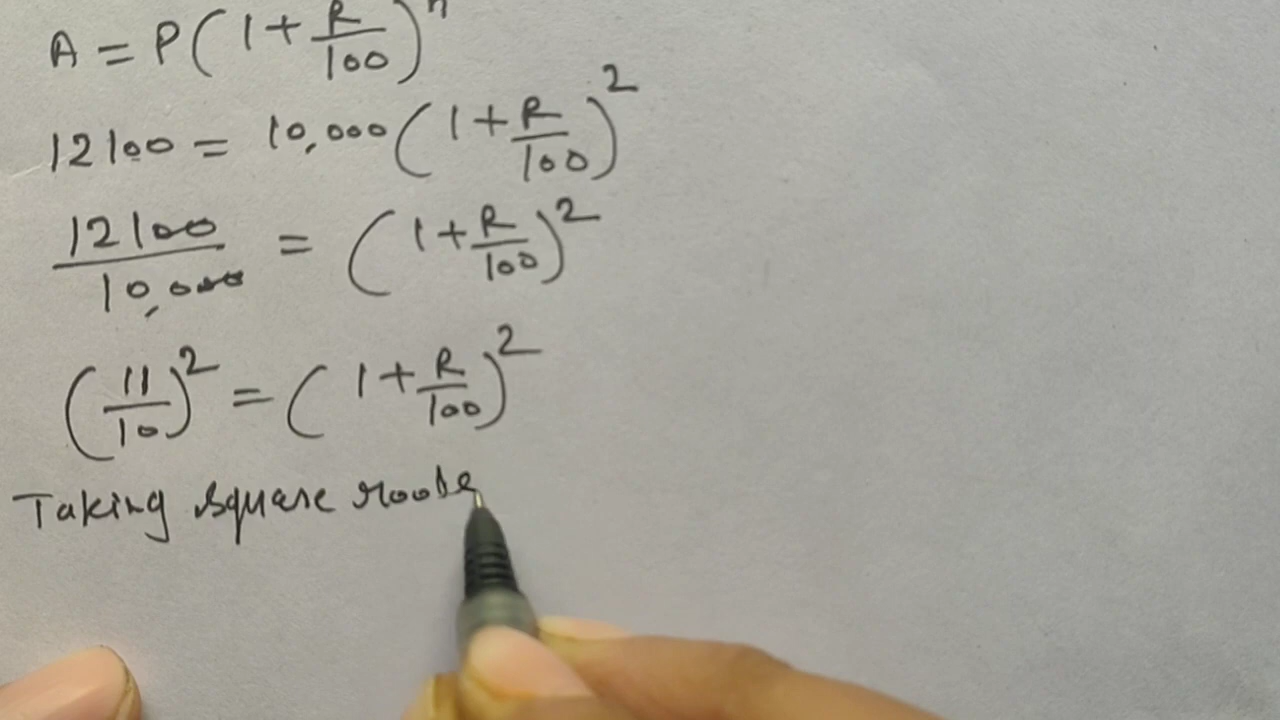 A = P(1 + R/100)^n
12100 = 10,000(1 + R/100)^2
12100/10,000 = (1 + R/100)^2
(11/10)^2 = (1 + R/100)^2
Taking square roots